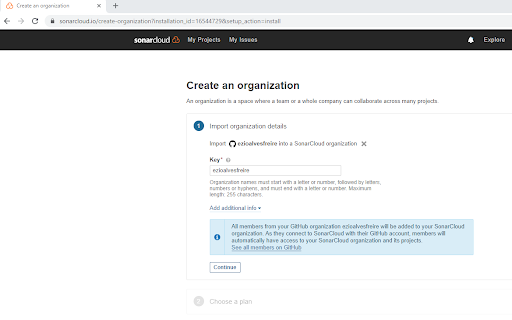 Create an organization
sonarcloud.io/create-organization?installation_id=16544729&setup_action=install
sonarcloud My Projects My Issues Explore
Create an organization
An organization is a space where a team or a whole company can collaborate across many projects.
1 Import organization details
Import ezioalvesfreire into a SonarCloud organization
Key*
ezioalvesfreire
Organization names must start with a letter or number, followed by letters,
numbers or hyphens, and must end with a letter or number. Maximum
length: 255 characters.
Add additional info
All members from your GitHub organization ezioalvesfreire will be added to your SonarCloud
organization. As they connect to SonarCloud with their GitHub account, members will
automatically have access to your SonarCloud organization and its projects.
See all members on GitHub
Continue
2 Choose a plan